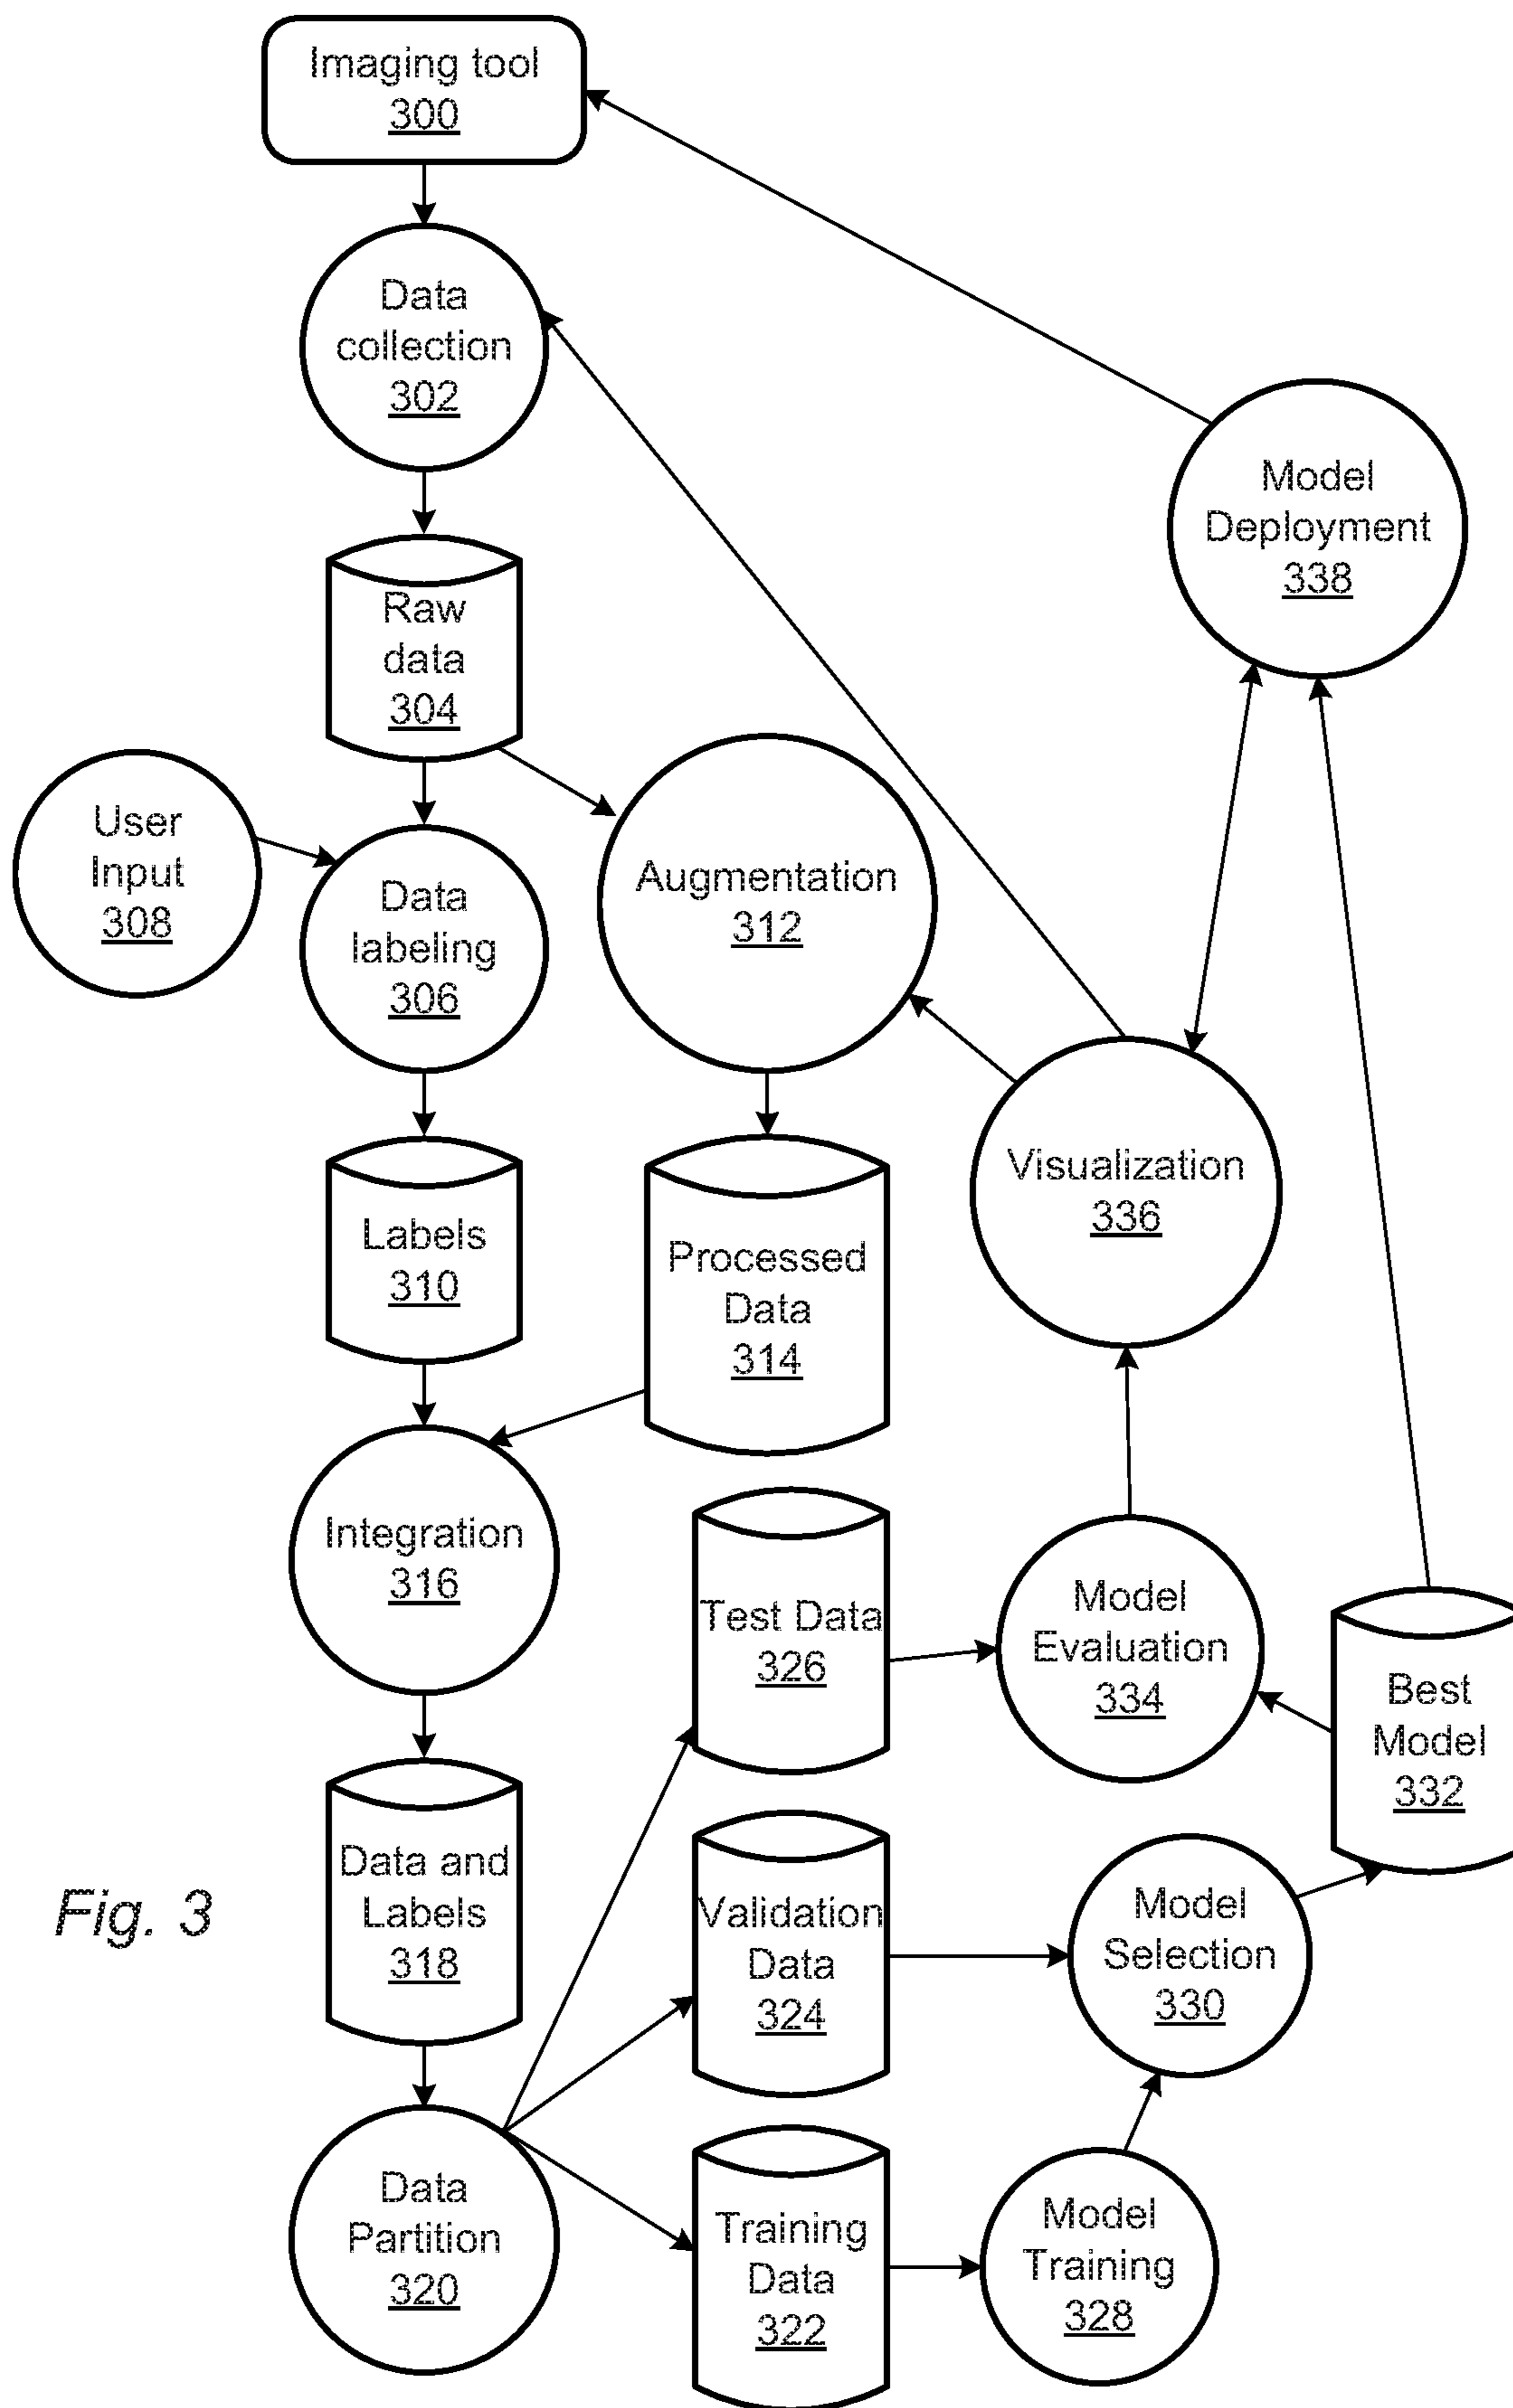 Imaging tool
300
Data
collection
302
Raw
data
304
User
Input
308
Data
labeling
306
Augmentation
312
Model
Deployment
338
Labels
310
Processed
Data
314
Visualization
336
Integration
316
Test Data
326
Model
Evaluation
334
Best
Model
332
Data and
Labels
318
Validation
Data
324
Model
Selection
330
Fig. 3
Data
Partition
320
Training
Data
322
Model
Training
328